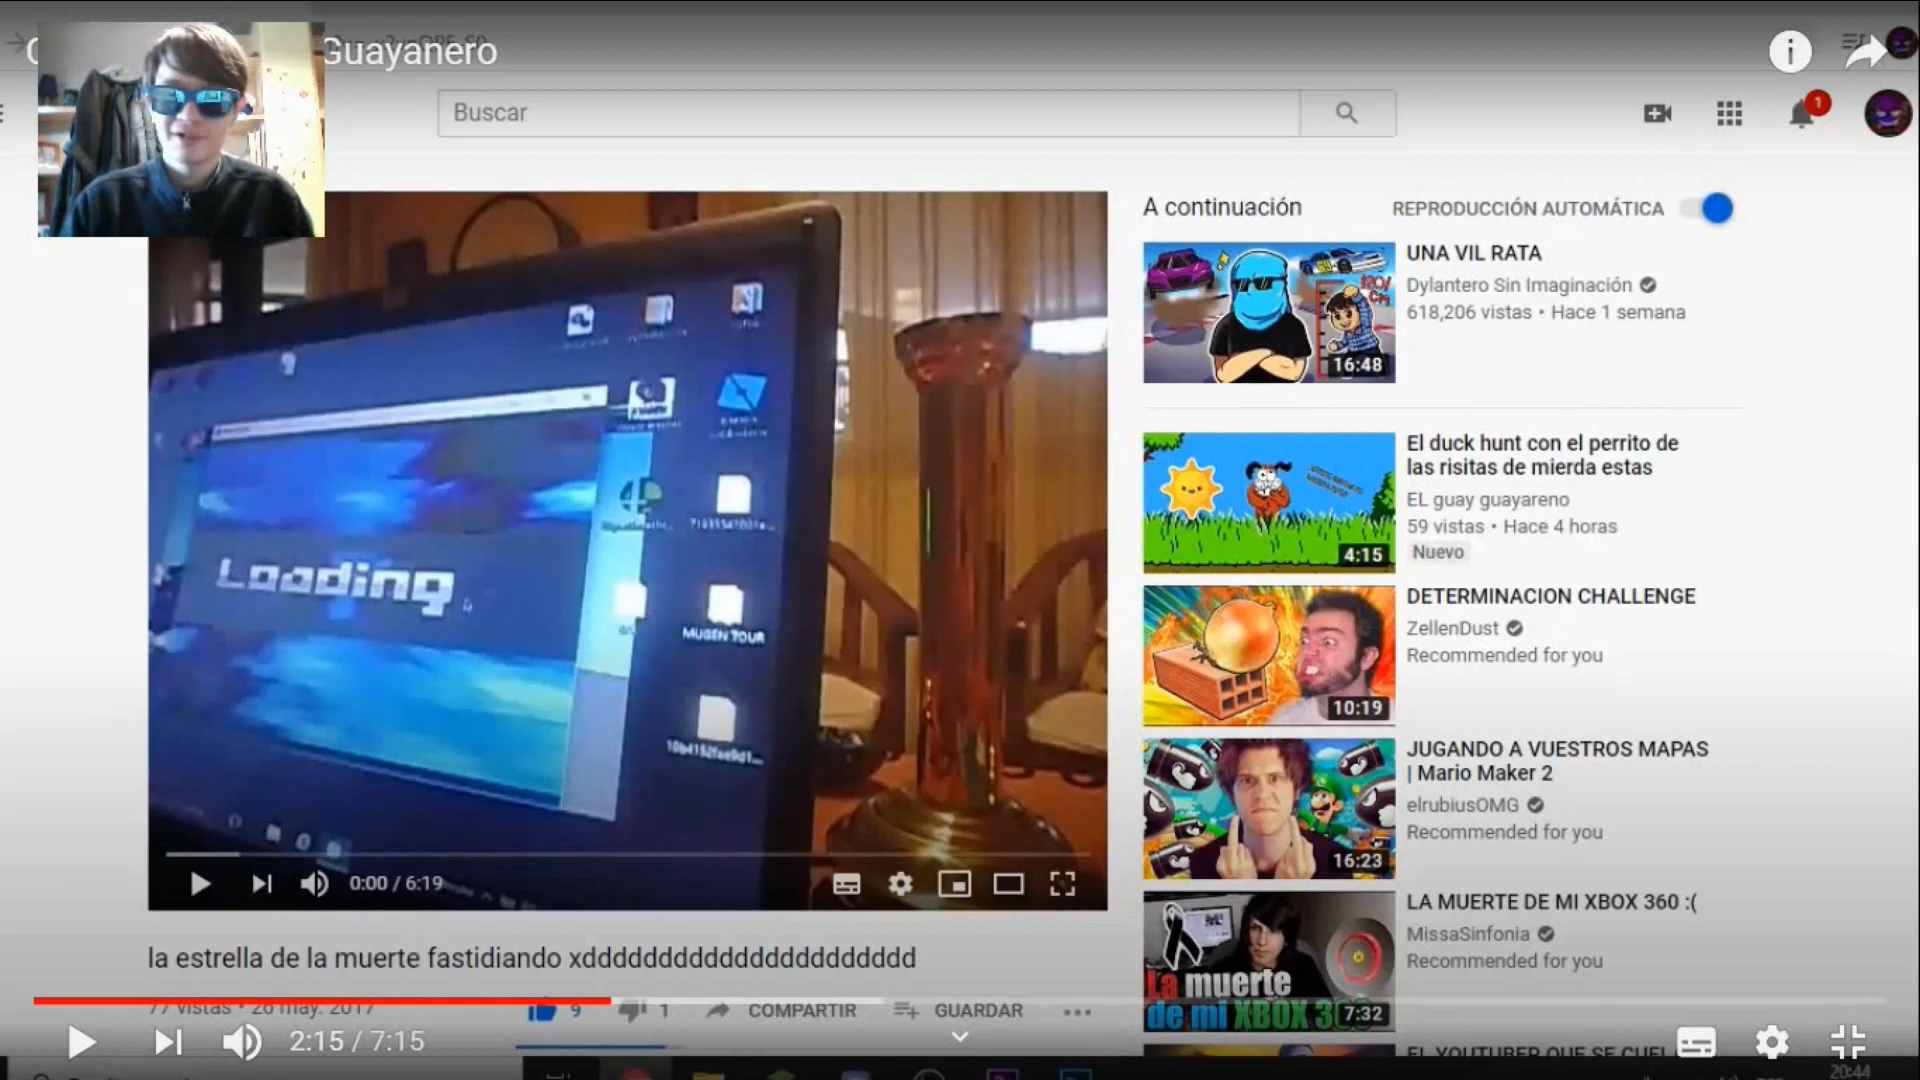 Guayanero
Buscar
1
A continuación
REPRODUCCIÓN AUTOMÁTICA
UNA VIL RATA
Dylantero Sin Imaginación
618,206 vistas • Hace 1 semana
16:48
El duck hunt con el perrito de
las risitas de mierda estas
EL guay guayareno
59 vistas • Hace 4 horas
Nuevo
4:15
DETERMINACION CHALLENGE
ZellenDust
Recommended for you
10:19
JUGANDO A VUESTROS MAPAS
| Mario Maker 2
elrubiusOMG
Recommended for you
16:23
LA MUERTE DE MI XBOX 360 :(
MissaSinfonia
Recommended for you
La muerte
de mi XBOX 360
7:32
Loading
MUGEN TOUR
0:00 / 6:19
la estrella de la muerte fastidiando xdddddddddddddddddddddd
77 vistas • 26 may. 2017
9
1
COMPARTIR
GUARDAR
2:15 / 7:15
20:44